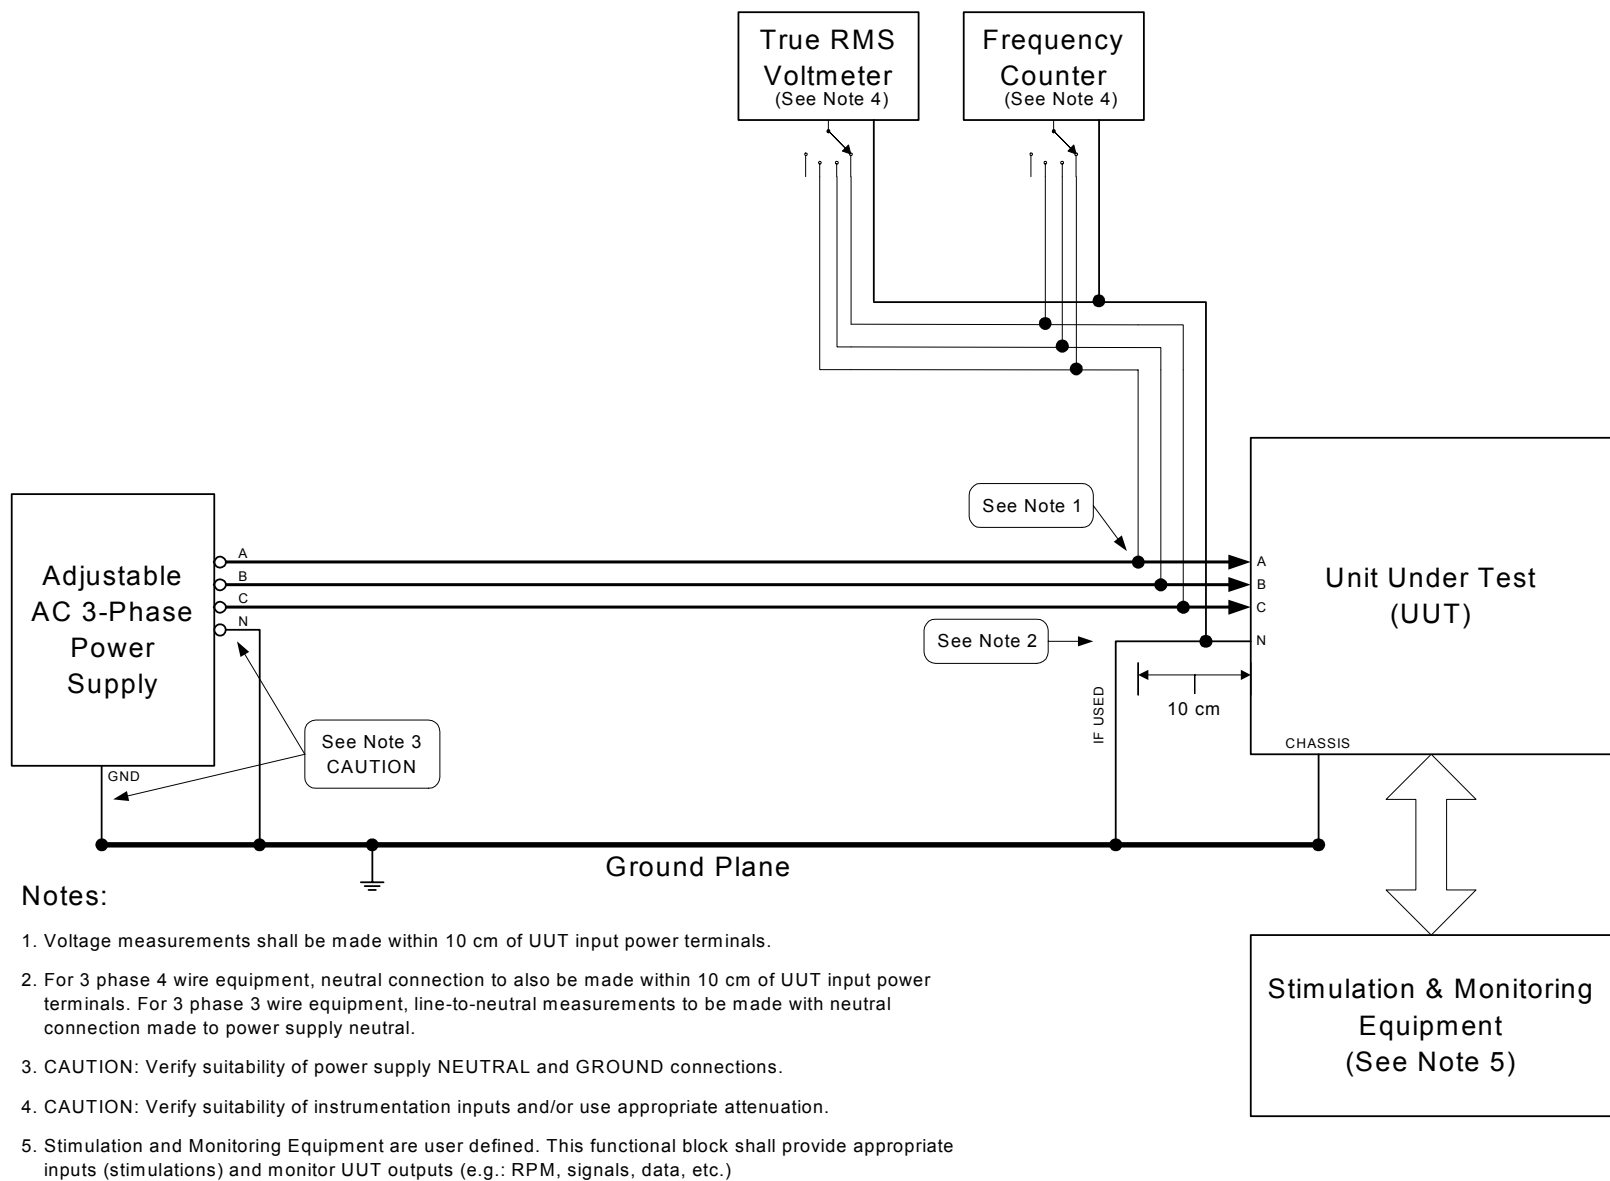 True RMS
Voltmeter
(See Note 4)
Frequency
Counter
(See Note 4)
See Note 1
Adjustable
AC 3-Phase
Power
Supply
A
B
C
N
A
B
C
N
Unit Under Test
(UUT)
See Note 2
IF USED
10 cm
See Note 3
CAUTION
CHASSIS
GND
Ground Plane
Stimulation & Monitoring
Equipment
(See Note 5)
Notes:
1. Voltage measurements shall be made within 10 cm of UUT input power terminals.
2. For 3 phase 4 wire equipment, neutral connection to also be made within 10 cm of UUT input power
terminals. For 3 phase 3 wire equipment, line-to-neutral measurements to be made with neutral
connection made to power supply neutral.
3. CAUTION: Verify suitability of power supply NEUTRAL and GROUND connections.
4. CAUTION: Verify suitability of instrumentation inputs and/or use appropriate attenuation.
5. Stimulation and Monitoring Equipment are user defined. This functional block shall provide appropriate
inputs (stimulations) and monitor UUT outputs (e.g.: RPM, signals, data, etc.)